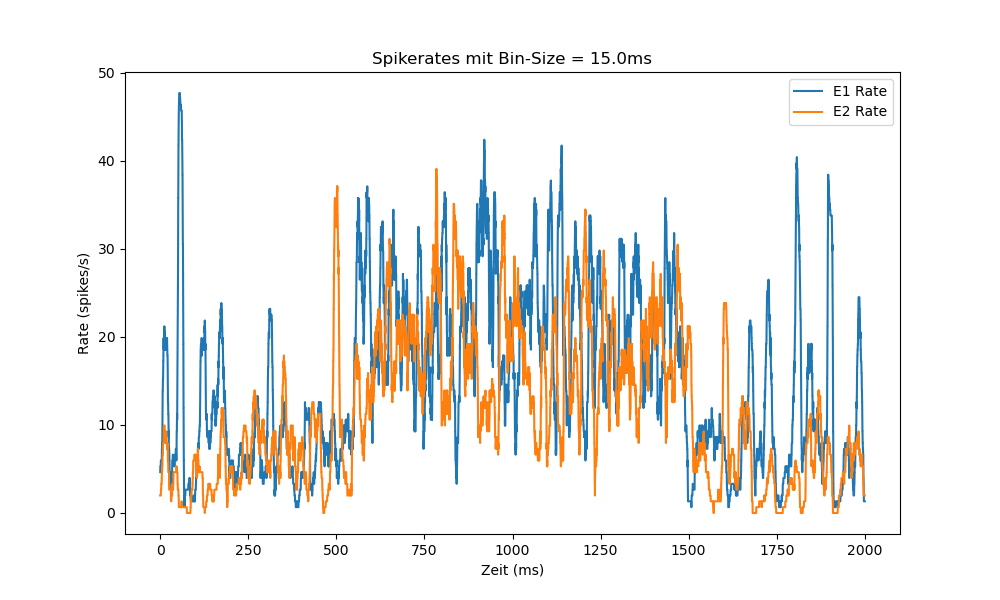 Spikerates mit Bin-Size = 15.0ms
E1 Rate
E2 Rate
Rate (spikes/s)
50
40
30
20
10
0
0 250 500 750 1000 1250 1500 1750 2000
Zeit (ms)